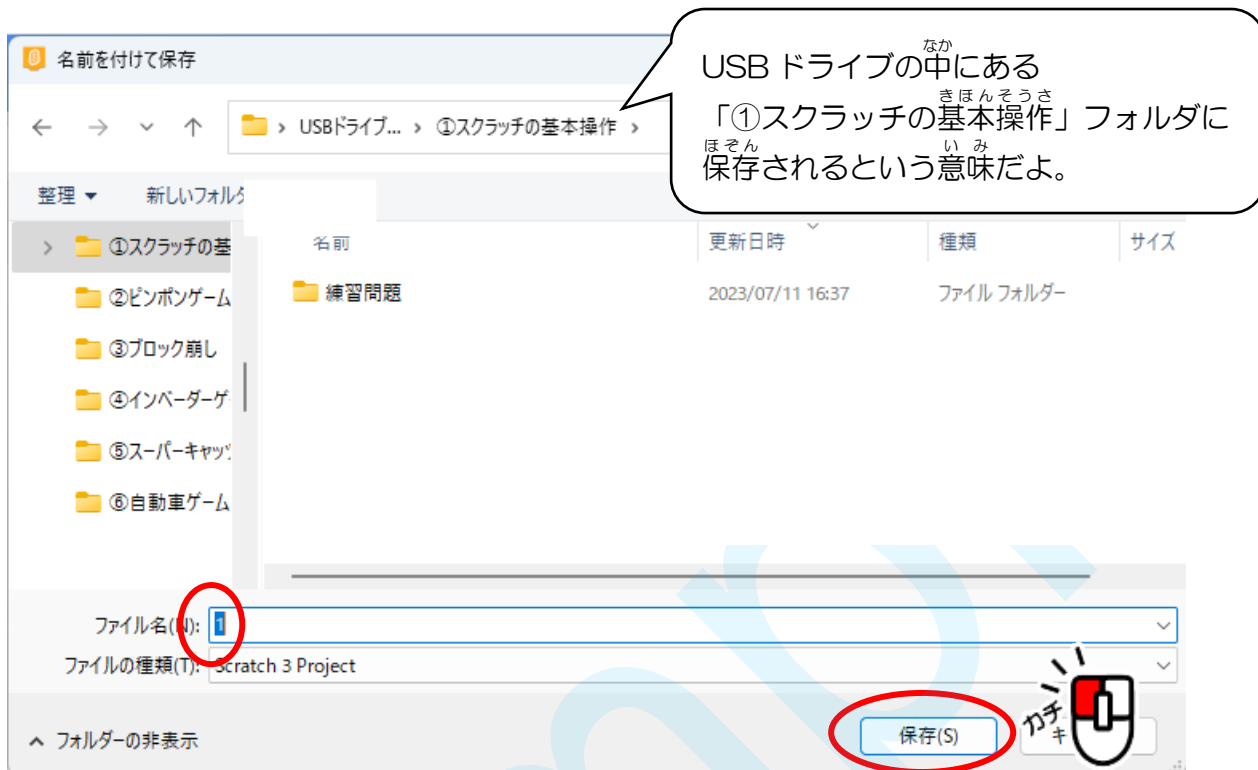 名前を付けて保存
なか
USB ドライブの中にある
きほんそうさ
「①スクラッチの基本操作」フォルダに
ほぞん いみ
保存されるという意味だよ。
← → ↑ › USBドライブ... › ①スクラッチの基本操作 ›
整理 新しいフォルダ
名前 更新日時 種類 サイズ
› ①スクラッチの基
練習問題 2023/07/11 16:37 ファイル フォルダー
②ピンポンゲーム
③ブロック崩し
④インベーダーゲ
⑤スーパーキャッツ
⑥自動車ゲーム
ファイル名(N): 1
ファイルの種類(T): Scratch 3 Project
フォルダーの非表示
保存(S)
カチ
キ